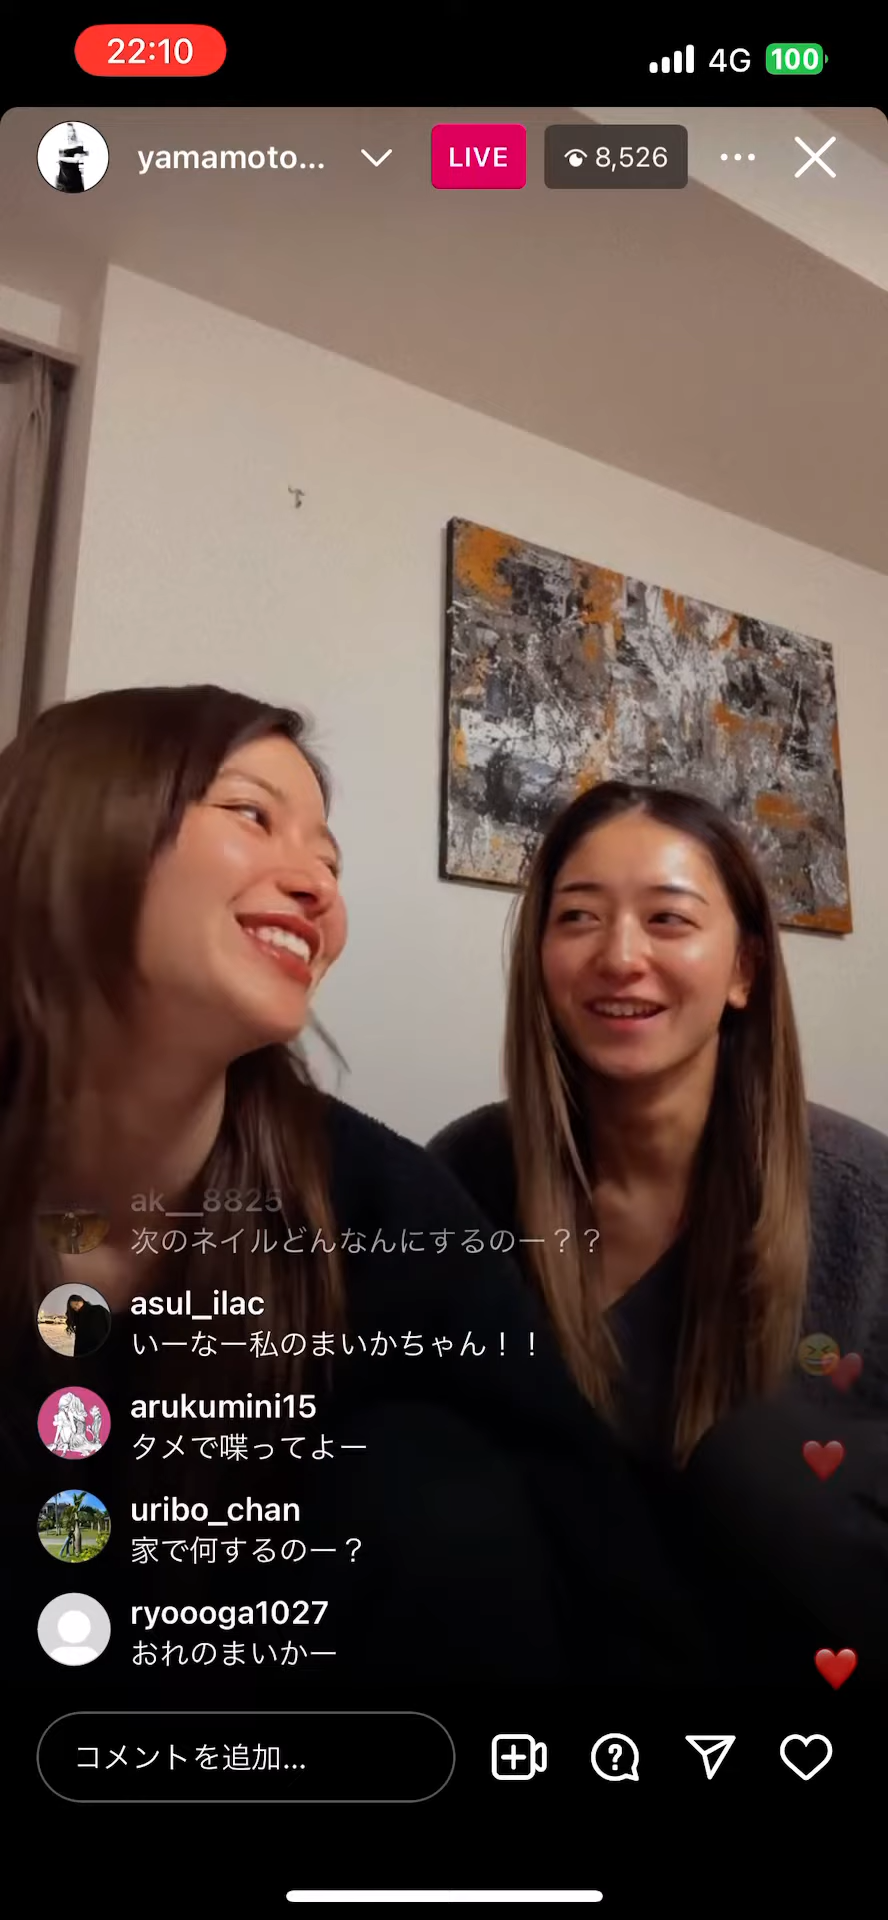 22:10
4G
100
yamamoto...
LIVE
8,526
ak__8825
次のネイルどんなんにするのー？？
asul_ilac
いーなー私のまいかちゃん！！
arukumini15
タメで喋ってよー
uribo_chan
家で何するのー？
ryoooga1027
おれのまいかー
コメントを追加...